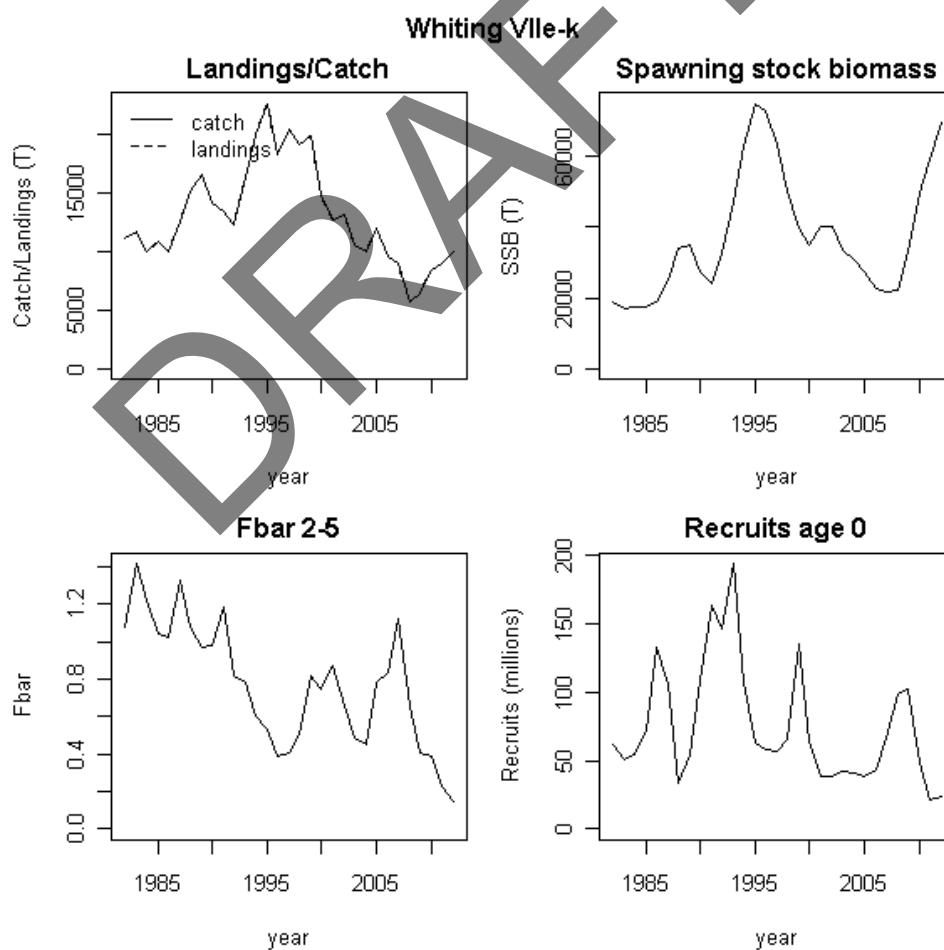 Whiting VIIe-k
Landings/Catch
catch
landings
Catch/Landings (T)
0 5000 15000
1985 1995 2005
year
Spawning stock biomass
SSB (T)
0 20000 60000
1985 1995 2005
year
Fbar 2-5
Fbar
0.0 0.4 0.8 1.2
1985 1995 2005
year
Recruits age 0
Recruits (millions)
0 50 100 150 200
1985 1995 2005
year
DRAFT